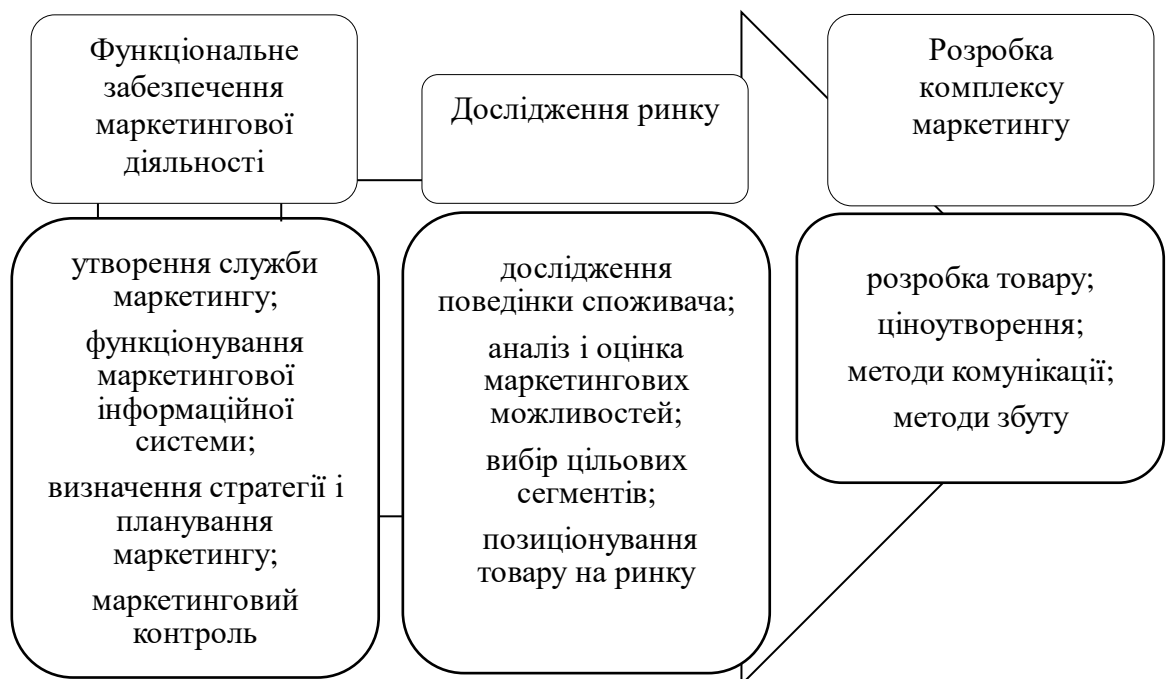 Функціональне
забезпечення
маркетингової
діяльності
утворення служби
маркетингу;
функціонування
маркетингової
інформаційної
системи;
визначення стратегії і
планування
маркетингу;
маркетинговий
контроль
Дослідження ринку
дослідження
поведінки споживача;
аналіз і оцінка
маркетингових
можливостей;
вибір цільових
сегментів;
позиціонування
товару на ринку
Розробка
комплексу
маркетингу
розробка товару;
ціноутворення;
методи комунікації;
методи збуту